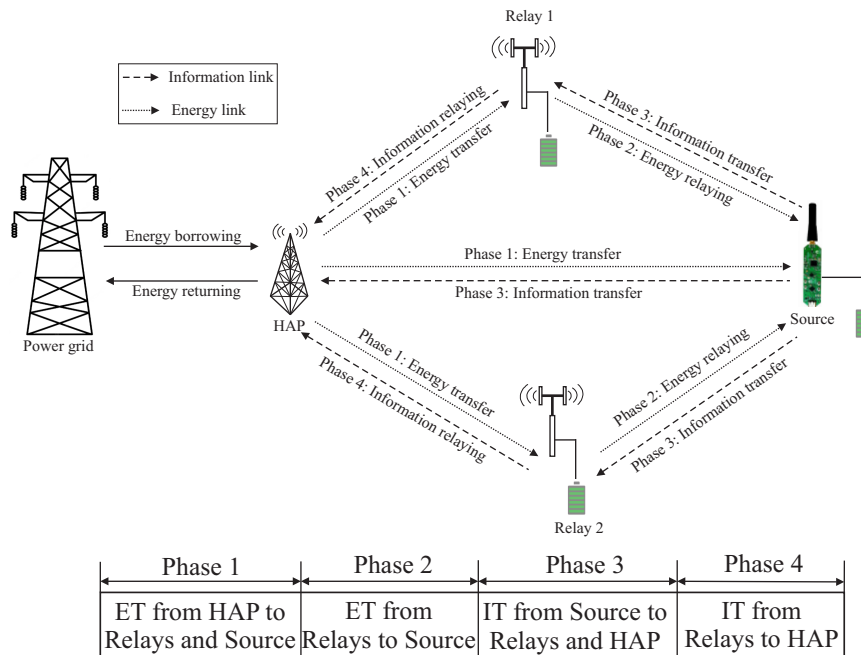 Relay 1
Information link
Energy link
Phase 4: Information relaying
Phase 1: Energy transfer
Phase 3: Information transfer
Phase 2: Energy relaying
Energy borrowing
Energy returning
Phase 1: Energy transfer
Phase 3: Information transfer
HAP
Source
Power grid
Phase 1: Energy transfer
Phase 4: Information relaying
Phase 2: Energy relaying
Phase 3: Information transfer
Relay 2
Phase 1 Phase 2 Phase 3 Phase 4
ET from HAP to ET from IT from Source to IT from
Relays and Source Relays to Source Relays and HAP Relays to HAP